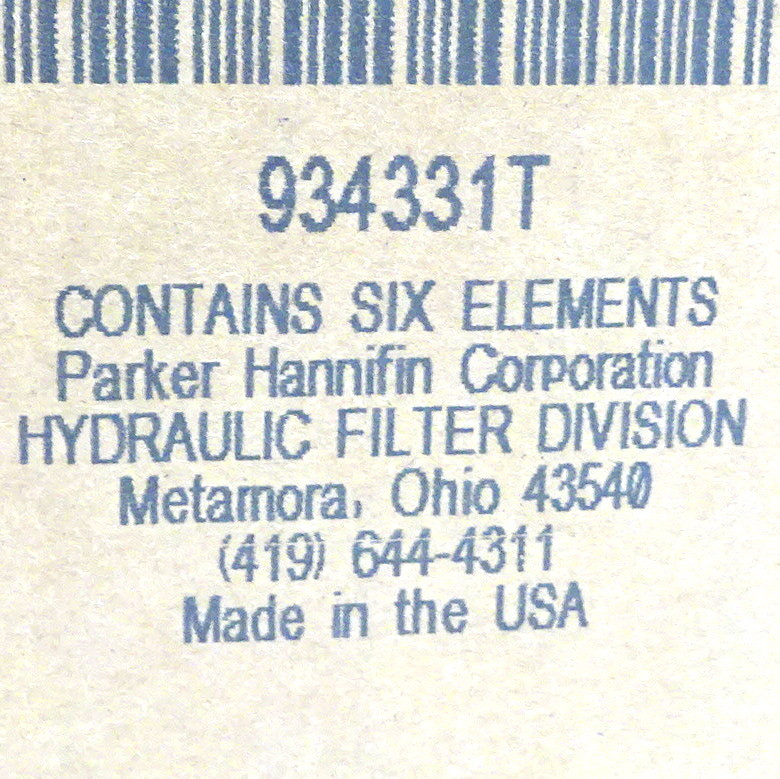 934331T
CONTAINS SIX ELEMENTS
Parker Hannifin Corporation
HYDRAULIC FILTER DIVISION
Metamora, Ohio 43540
(419) 644-4311
Made in the USA